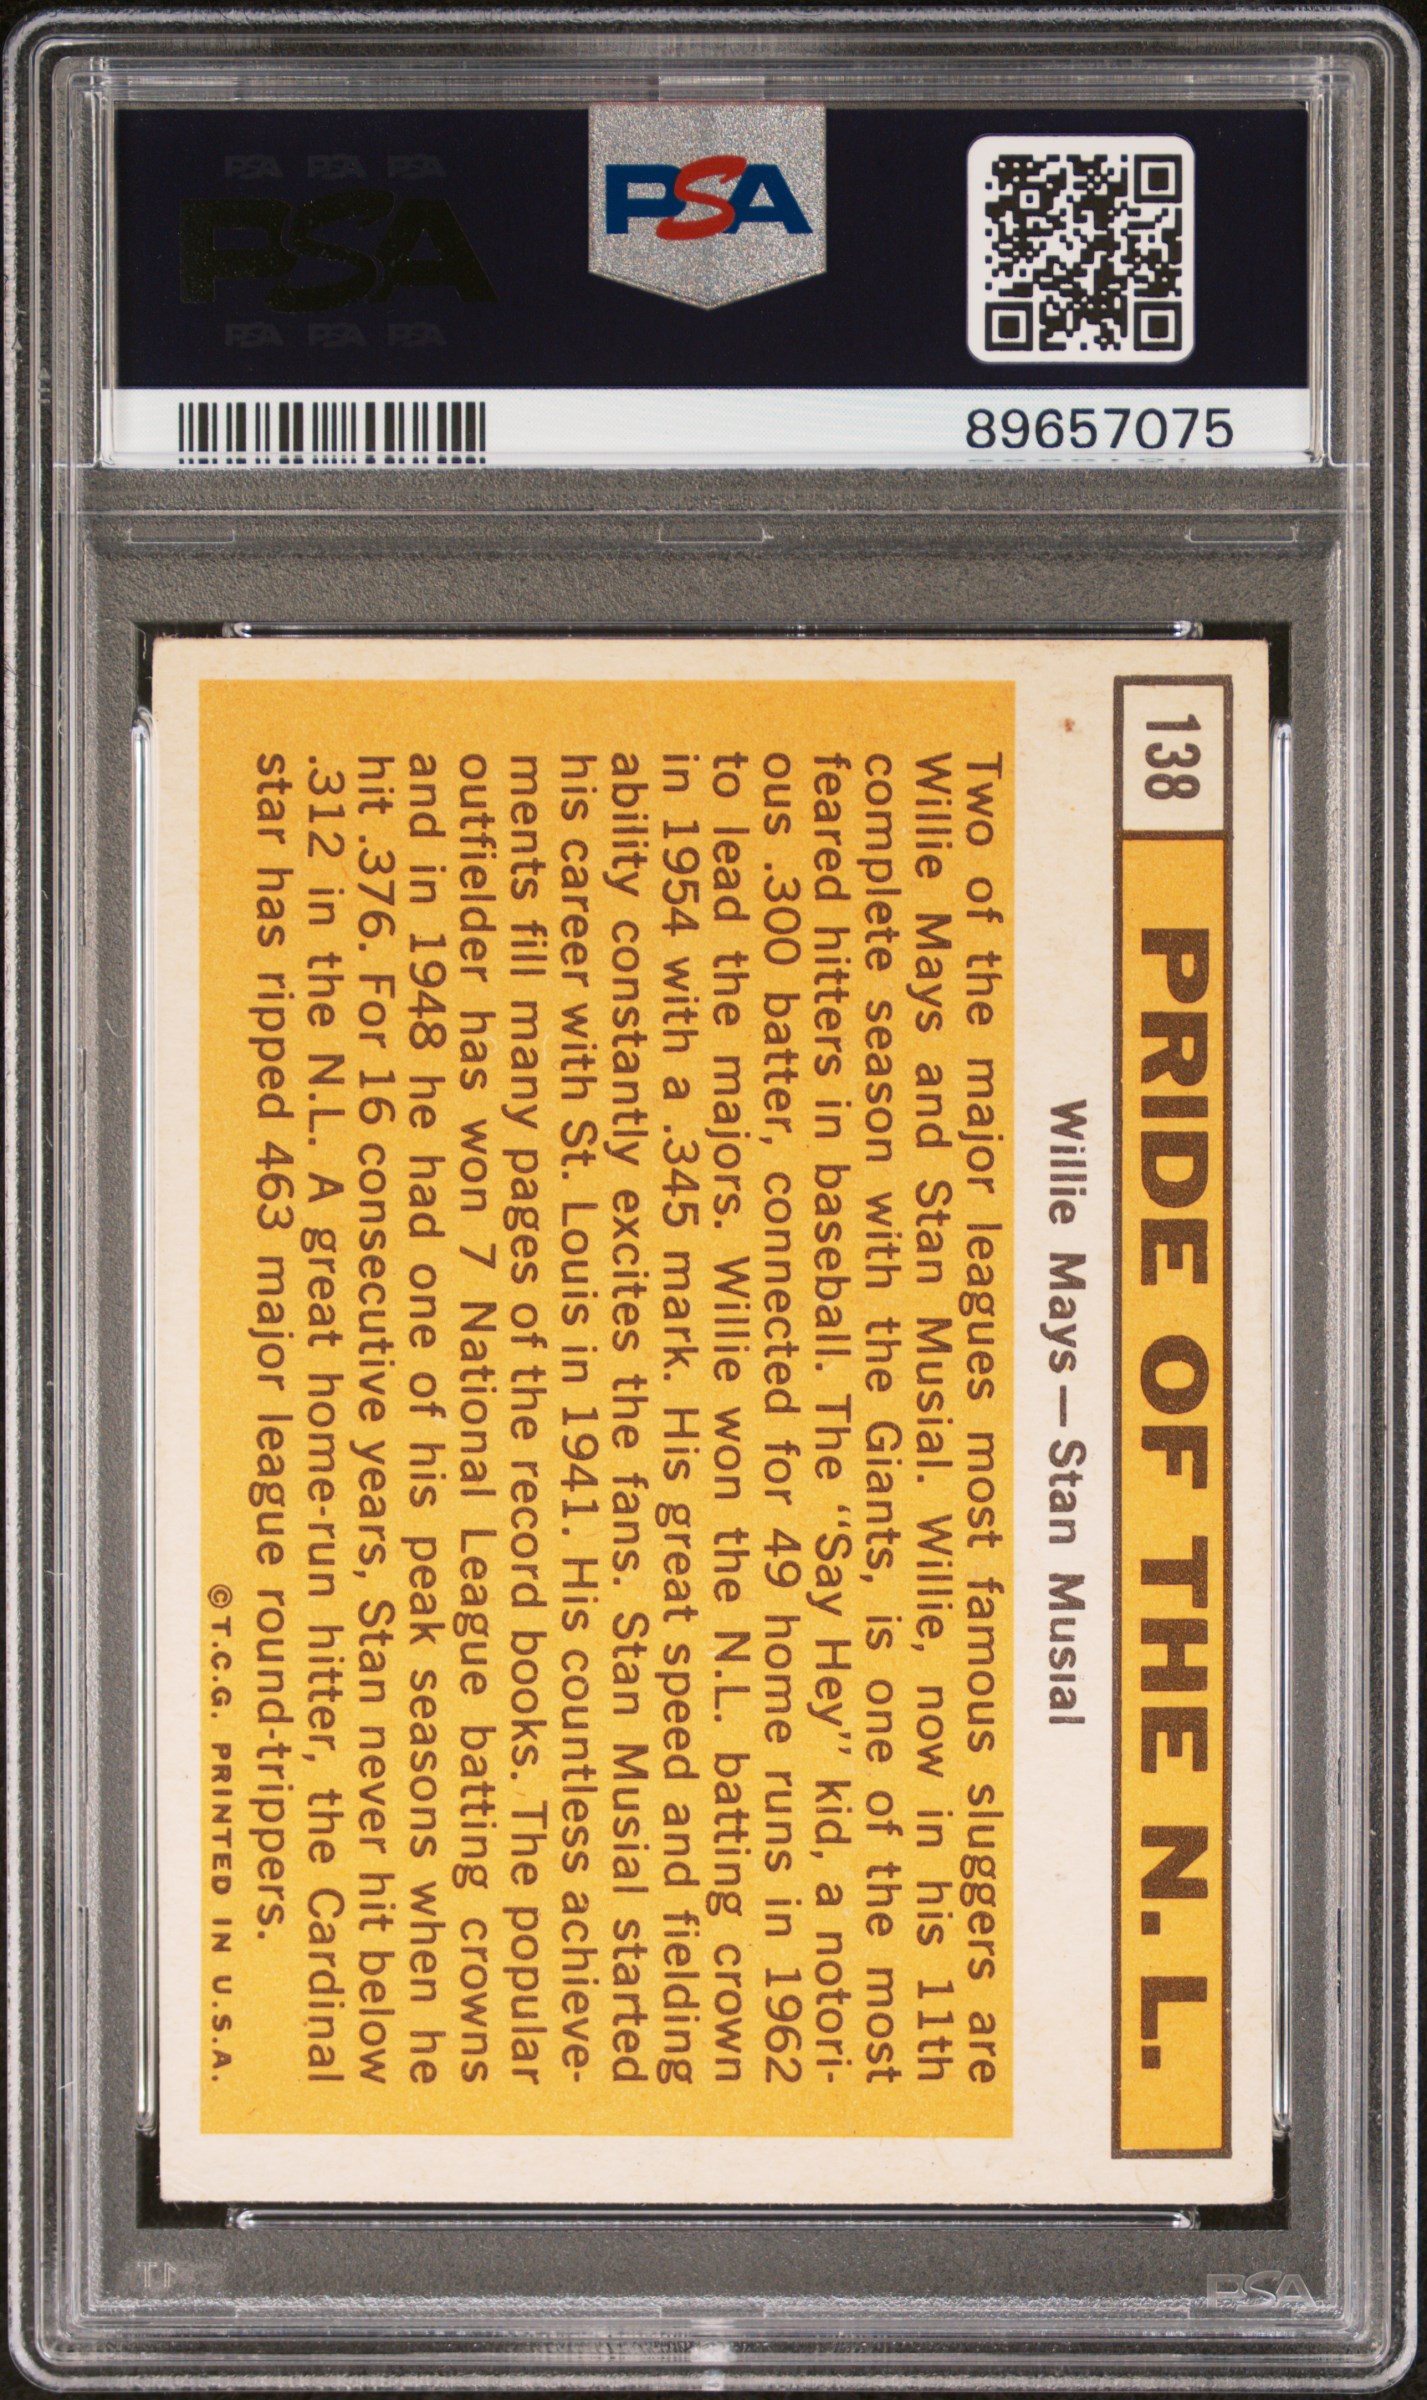 PSA PSA PSA
PSA
PSA PSA PSA
PSA
89657075
138
PRIDE OF THE N. L.
Willie Mays—Stan Musial
Two of the major leagues most famous sluggers are
Willie Mays and Stan Musial. Willie, now in his 11th
complete season with the Giants, is one of the most
feared hitters in baseball. The "Say Hey" kid, a notori-
ous .300 batter, connected for 49 home runs in 1962
to lead the majors. Willie won the N.L. batting crown
in 1954 with a .345 mark. His great speed and fielding
ability constantly excites the fans. Stan Musial started
his career with St. Louis in 1941. His countless achieve-
ments fill many pages of the record books. The popular
outfielder has won 7 National League batting crowns
and in 1948 he had one of his peak seasons when he
hit .376. For 16 consecutive years, Stan never hit below
.312 in the N.L. A great home-run hitter, the Cardinal
star has ripped 463 major league round-trippers.
©T.C.G. PRINTED IN U.S.A.
PSA